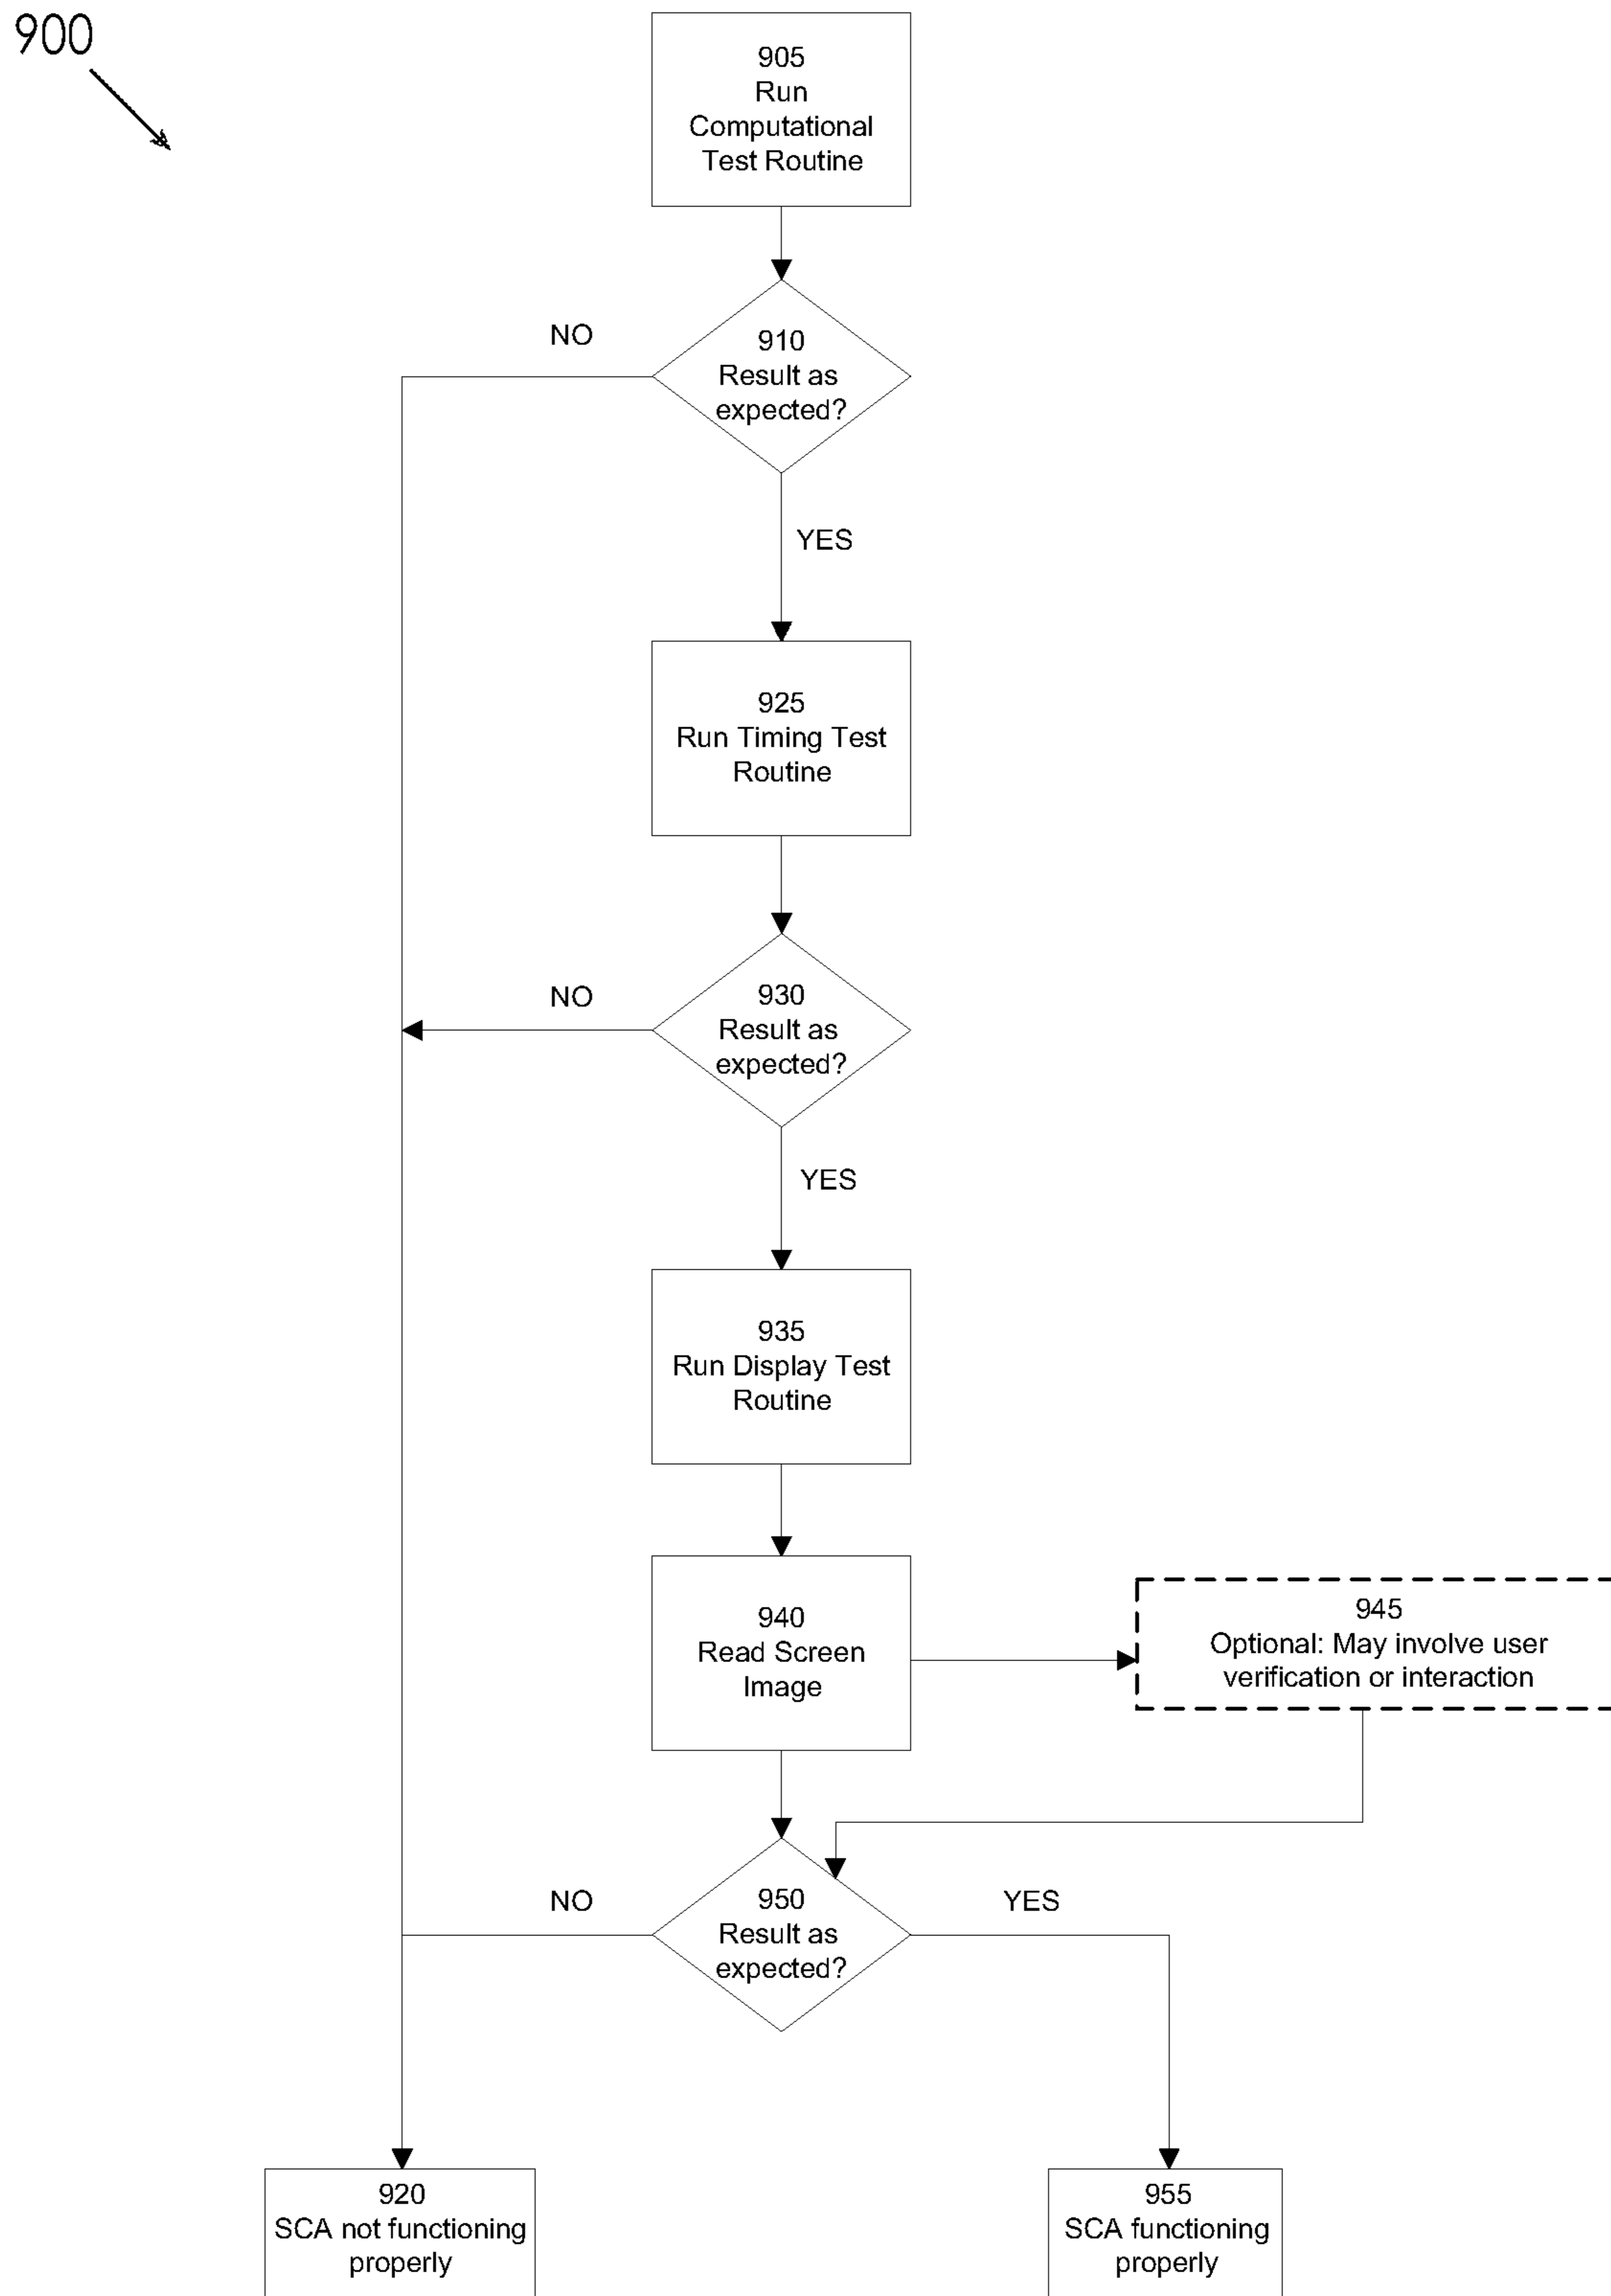 900
905
Run
Computational
Test Routine
NO
910
Result as
expected?
YES
925
Run Timing Test
Routine
NO
930
Result as
expected?
YES
935
Run Display Test
Routine
940
Read Screen
Image
945
Optional: May involve user
verification or interaction
NO
950
Result as
expected?
YES
920
SCA not functioning
properly
955
SCA functioning
properly